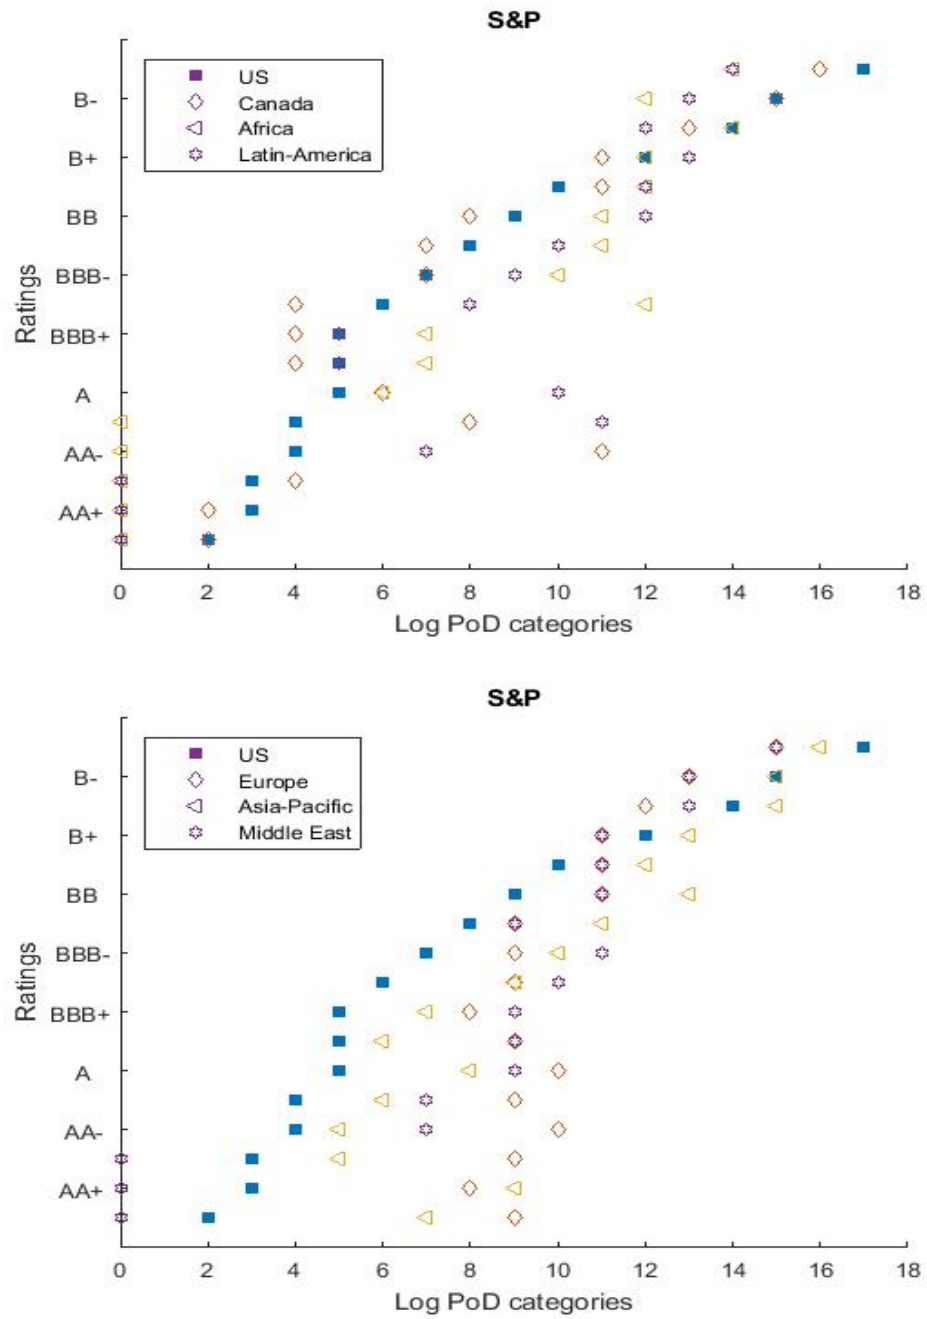 S&P
US
Canada
Africa
Latin-America
B-
B+
BB
BBB-
BBB+
A
AA-
AA+
Ratings
0 2 4 6 8 10 12 14 16 18
Log PoD categories
S&P
US
Europe
Asia-Pacific
Middle East
B-
B+
BB
BBB-
BBB+
A
AA-
AA+
Ratings
0 2 4 6 8 10 12 14 16 18
Log PoD categories